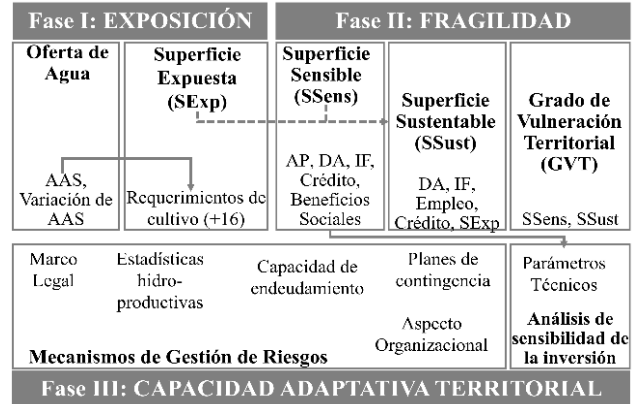 Fase I: EXPOSICIÓN
Fase II: FRAGILIDAD
Oferta de
Agua
AAS,
Variación de
AAS
Superficie
Expuesta
(SExp)
Requerimientos de
cultivo (+16)
Superficie
Sensible
(SSens)
AP, DA, IF,
Crédito,
Beneficios
Sociales
Superficie
Sustentable
(SSust)
DA, IF,
Empleo,
Crédito, SExp
Grado de
Vulneración
Territorial
(GVT)
SSens, SSust
Marco
Legal
Estadísticas
hidro-
productivas
Capacidad de
endeudamiento
Planes de
contingencia
Aspecto
Organizacional
Mecanismos de Gestión de Riesgos
Parámetros
Técnicos
Análisis de
sensibilidad de
la inversión
Fase III: CAPACIDAD ADAPTATIVA TERRITORIAL